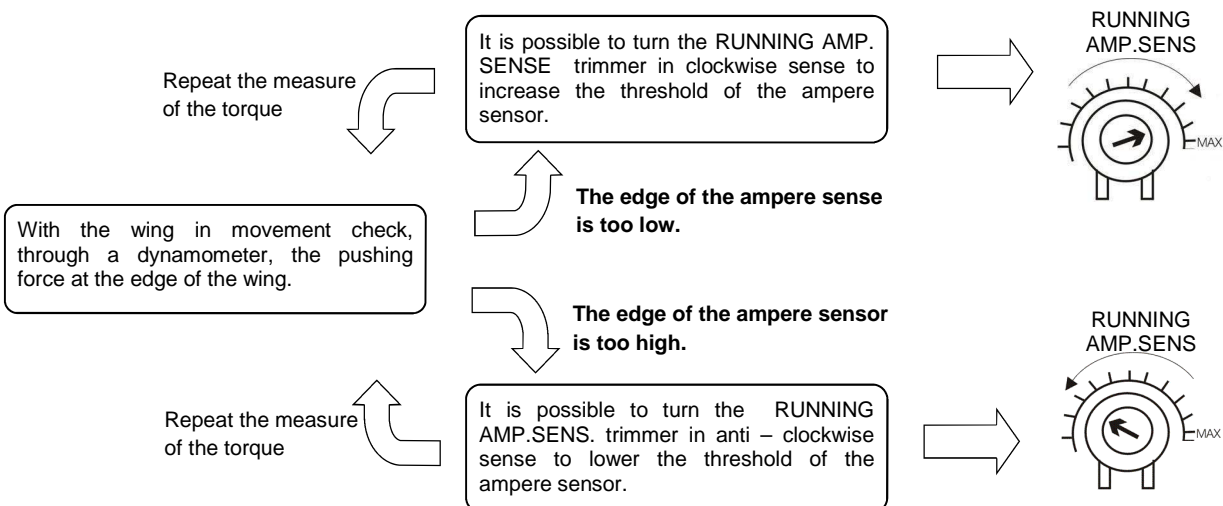 Repeat the measure
of the torque
It is possible to turn the RUNNING AMP.
SENSE trimmer in clockwise sense to
increase the threshold of the ampere
sensor.
RUNNING
AMP.SENS
MAX
The edge of the ampere sense
is too low.
With the wing in movement check,
through a dynamometer, the pushing
force at the edge of the wing.
The edge of the ampere sensor
is too high.
Repeat the measure
of the torque
It is possible to turn the RUNNING
AMP.SENS. trimmer in anti – clockwise
sense to lower the threshold of the
ampere sensor.
RUNNING
AMP.SENS
MAX